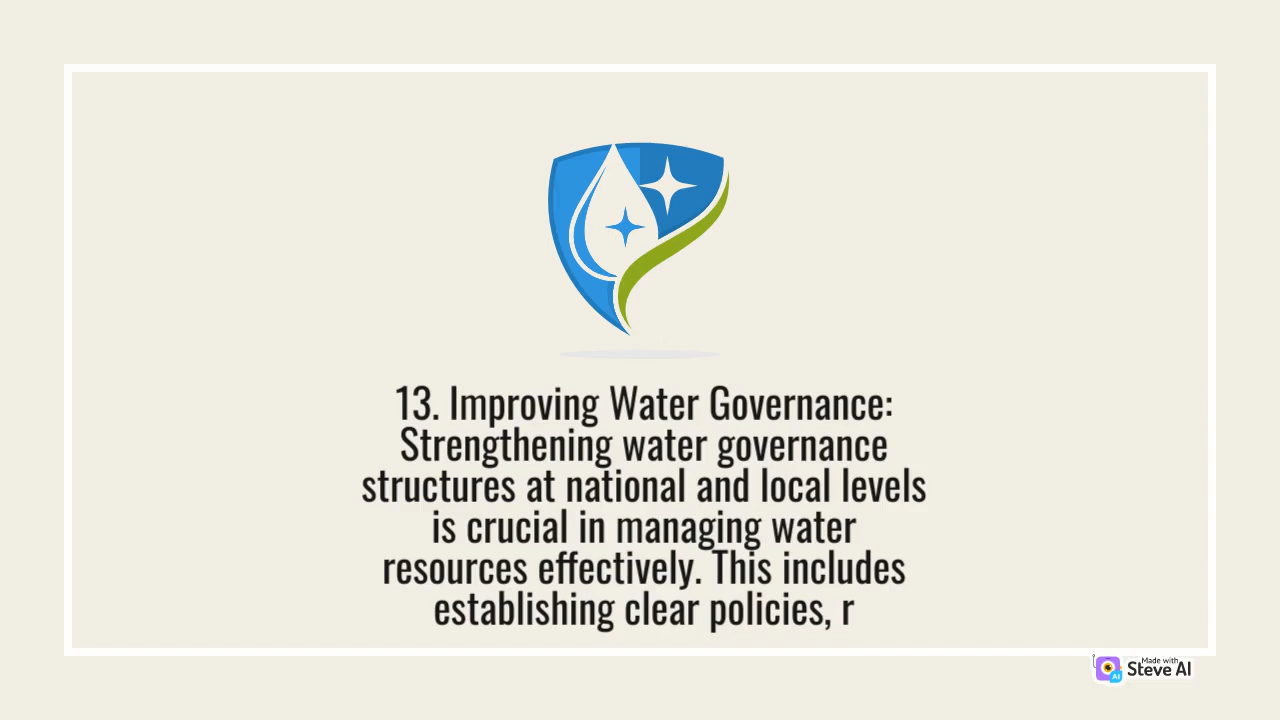 13. Improving Water Governance:
Strengthening water governance
structures at national and local levels
is crucial in managing water
resources effectively. This includes
establishing clear policies, r
Made with
Steve AI
AI